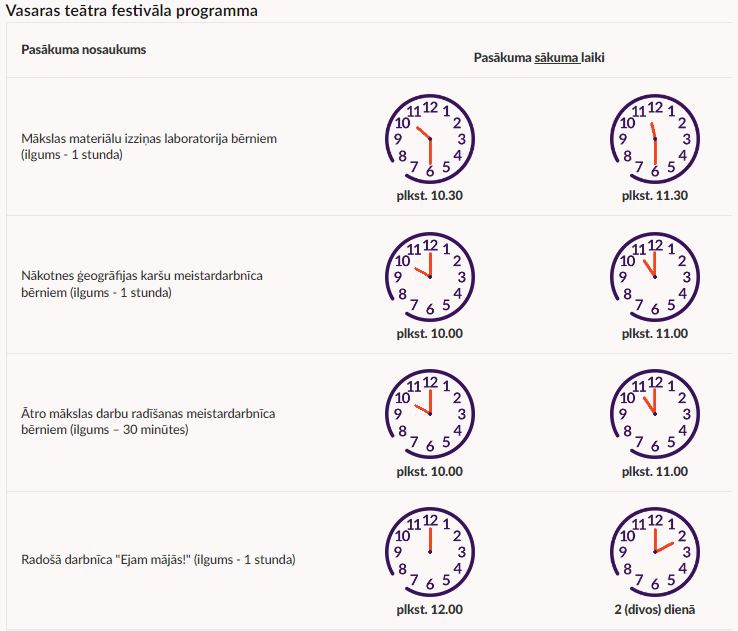 Vasaras teātra festivāla programma
Pasākuma nosaukums
Pasākuma sākuma laiki
Mākslas materiālu izziņas laboratorija bērniem
(ilgums - 1 stunda)
12 1 2 3 4 5 6 7 8 9 10 11
plkst. 10.30
12 1 2 3 4 5 6 7 8 9 10 11
plkst. 11.30
Nākotnes ģeogrāfijas karšu meistardarbnīca
bērniem (ilgums - 1 stunda)
12 1 2 3 4 5 6 7 8 9 10 11
plkst. 10.00
12 1 2 3 4 5 6 7 8 9 10 11
plkst. 11.00
Ātro mākslas darbu radīšanas meistardarbnīca
bērniem (ilgums – 30 minūtes)
12 1 2 3 4 5 6 7 8 9 10 11
plkst. 10.00
12 1 2 3 4 5 6 7 8 9 10 11
plkst. 11.00
Radošā darbnīca "Ejam mājās!" (ilgums - 1 stunda)
12 1 2 3 4 5 6 7 8 9 10 11
plkst. 12.00
12 1 2 3 4 5 6 7 8 9 10 11
2 (divos) dienā